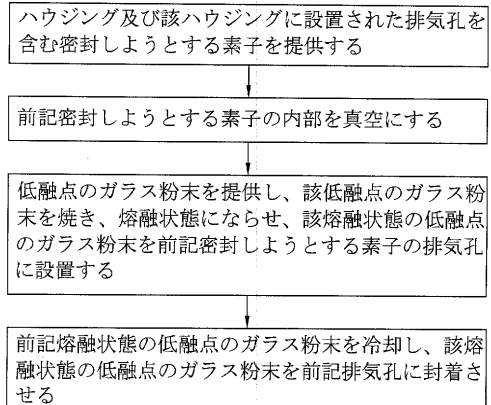 ハウジング及び該ハウジングに設置された排気孔を
含む密封しようとする素子を提供する
前記密封しようとする素子の内部を真空にする
低融点のガラス粉末を提供し、該低融点のガラス粉
末を焼き、熔融状態にならせ、該熔融状態の低融点
のガラス粉末を前記密封しようとする素子の排気孔
に設置する
前記熔融状態の低融点のガラス粉末を冷却し、該熔
融状態の低融点のガラス粉末を前記排気孔に封着さ
せる